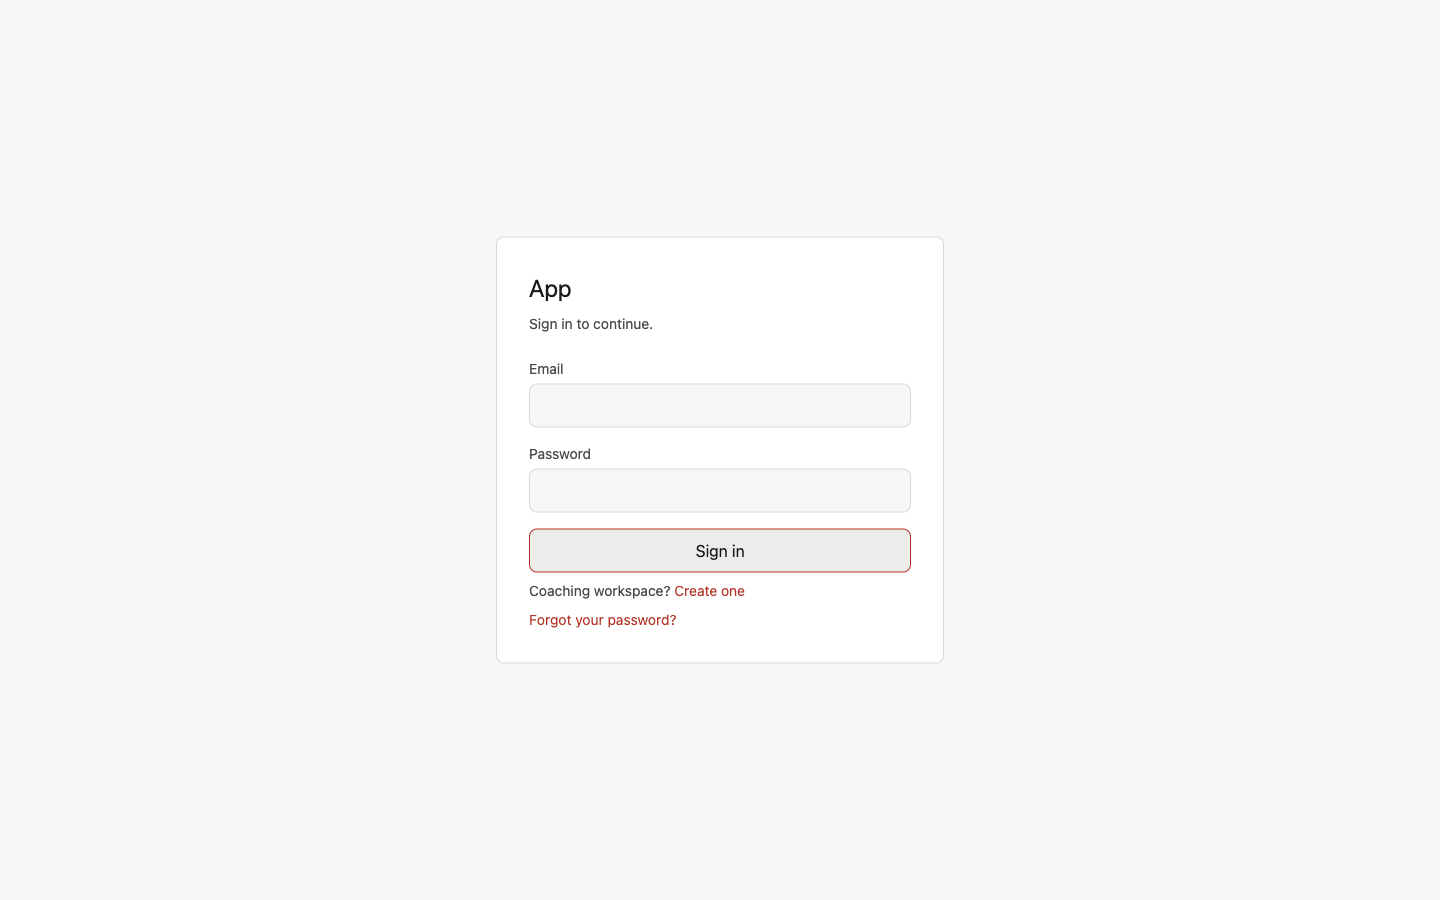 App
Sign in to continue.
Email
Password
Sign in
Coaching workspace? Create one
Forgot your password?